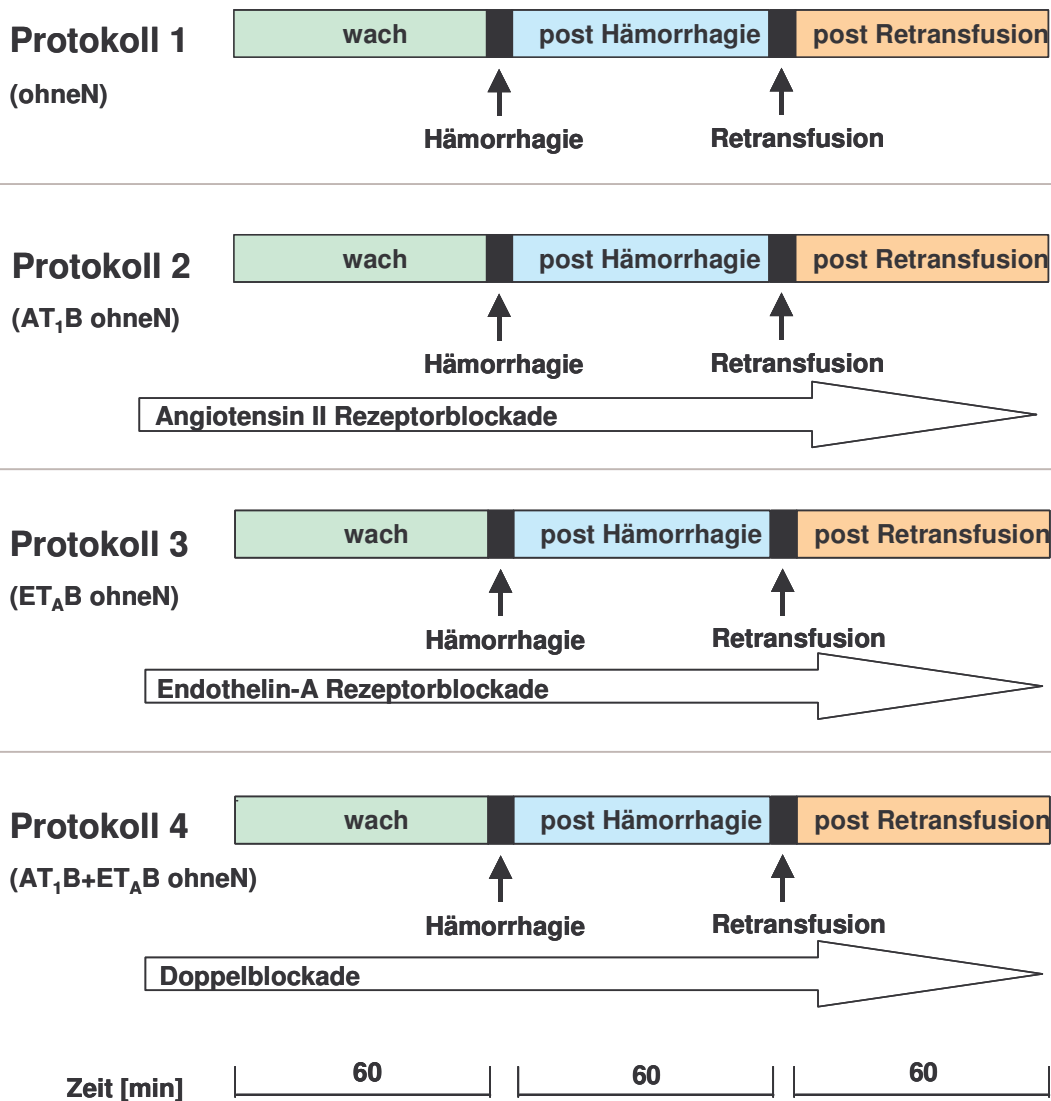 Protokoll 1
(ohneN)
wach
post Hämorrhagie
post Retransfusion
Hämorrhagie
Retransfusion
Protokoll 2
(AT₁B ohneN)
wach
post Hämorrhagie
post Retransfusion
Hämorrhagie
Retransfusion
Angiotensin II Rezeptorblockade
Protokoll 3
(ET_AB ohneN)
wach
post Hämorrhagie
post Retransfusion
Hämorrhagie
Retransfusion
Endothelin-A Rezeptorblockade
Protokoll 4
(AT₁B+ET_AB ohneN)
wach
post Hämorrhagie
post Retransfusion
Hämorrhagie
Retransfusion
Doppelblockade
Zeit [min]
60
60
60